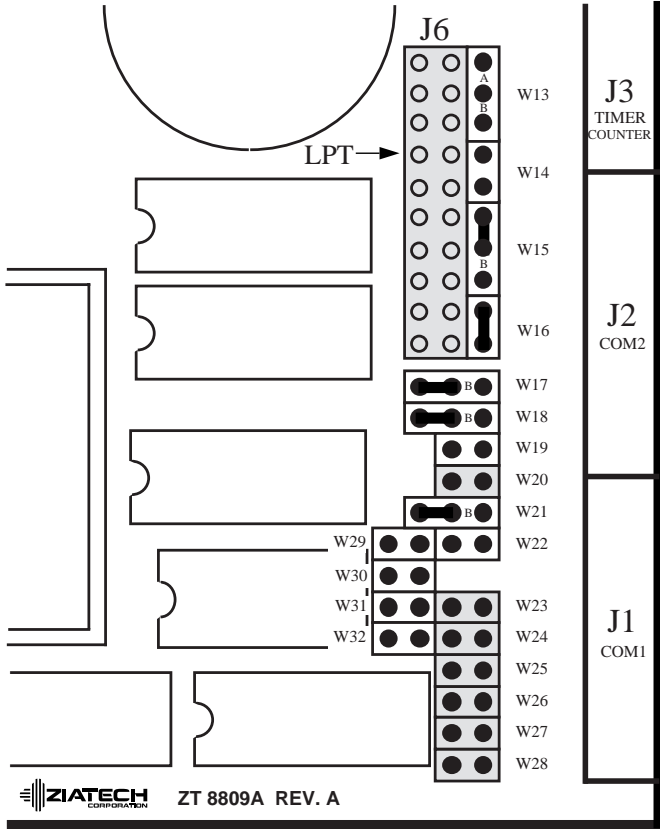 J6
A
B
W13
J3
TIMER
COUNTER
LPT
W14
B
W15
J2
COM2
W16
B
W17
B
W18
W19
W20
B
W21
W29
W22
W30
W31
W23
J1
COM1
W32
W24
W25
W26
W27
W28
ZIATECH
CORPORATION
ZT 8809A REV. A